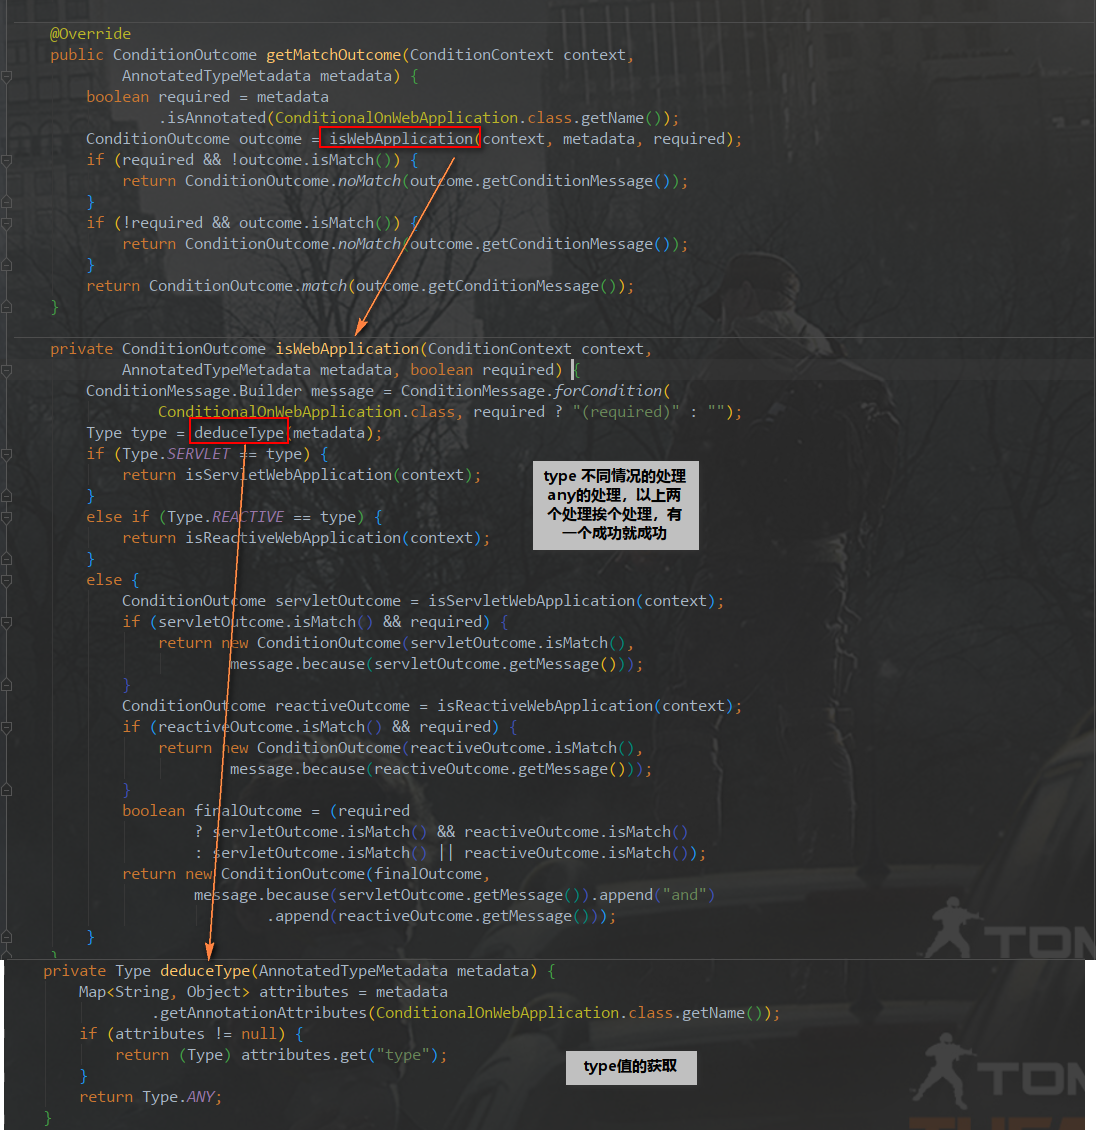 @Override
public ConditionOutcome getMatchOutcome(ConditionContext context,
        AnnotatedTypeMetadata metadata) {
    boolean required = metadata
            .isAnnotated(ConditionalOnWebApplication.class.getName());
    ConditionOutcome outcome = isWebApplication(context, metadata, required);
    if (required && !outcome.isMatch()) {
        return ConditionOutcome.noMatch(outcome.getConditionMessage());
    }
    if (!required && outcome.isMatch()) {
        return ConditionOutcome.noMatch(outcome.getConditionMessage());
    }
    return ConditionOutcome.match(outcome.getConditionMessage());
}
private ConditionOutcome isWebApplication(ConditionContext context,
        AnnotatedTypeMetadata metadata, boolean required) {
    ConditionMessage.Builder message = ConditionMessage.forCondition(
            ConditionalOnWebApplication.class, required ? "(required)" : "");
    Type type = deduceType(metadata);
    if (Type.SERVLET == type) {
        return isServletWebApplication(context);
    }
    else if (Type.REACTIVE == type) {
        return isReactiveWebApplication(context);
    }
    else {
        ConditionOutcome servletOutcome = isServletWebApplication(context);
        if (servletOutcome.isMatch() && required) {
            return new ConditionOutcome(servletOutcome.isMatch(),
                    message.because(servletOutcome.getMessage()));
        }
        ConditionOutcome reactiveOutcome = isReactiveWebApplication(context);
        if (reactiveOutcome.isMatch() && required) {
            return new ConditionOutcome(reactiveOutcome.isMatch(),
                    message.because(reactiveOutcome.getMessage()));
        }
        boolean finalOutcome = (required
                ? servletOutcome.isMatch() && reactiveOutcome.isMatch()
                : servletOutcome.isMatch() || reactiveOutcome.isMatch());
        return new ConditionOutcome(finalOutcome,
                message.because(servletOutcome.getMessage()).append("and")
                        .append(reactiveOutcome.getMessage()));
    }
type 不同情况的处理
any的处理，以上两
个处理挨个处理，有
一个成功就成功
TOM
private Type deduceType(AnnotatedTypeMetadata metadata) {
    Map<String, Object> attributes = metadata
            .getAnnotationAttributes(ConditionalOnWebApplication.class.getName());
    if (attributes != null) {
        return (Type) attributes.get("type");
    }
    return Type.ANY;
}
type值的获取
TOM